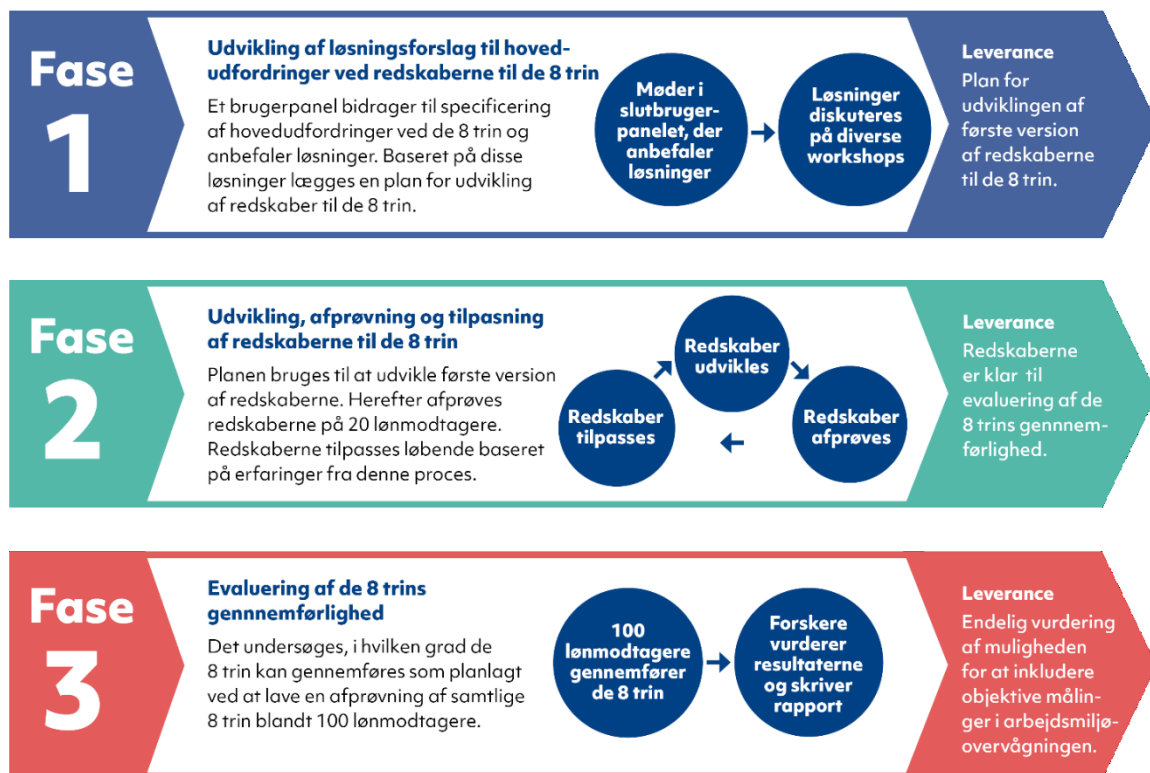 Fase
1
Udvikling af løsningsforslag til hoved-
udfordringer ved redskaberne til de 8 trin
Et brugerpanel bidrager til specificering
af hovedudfordringer ved de 8 trin og
anbefaler løsninger. Baseret på disse
løsninger lægges en plan for udvikling
af redskaber til de 8 trin.
Møder i
slutbruger-
panelet, der
anbefaler
løsninger
Løsninger
diskuteres
på diverse
workshops
Leverance
Plan for
udviklingen af
første version
af redskaberne
til de 8 trin.
Fase
2
Udvikling, afprøvning og tilpasning
af redskaberne til de 8 trin
Planen bruges til at udvikle første version
af redskaberne. Herefter afprøves
redskaberne på 20 lønmodtagere.
Redskaberne tilpasses løbende baseret
på erfaringer fra denne proces.
Redskaber
tilpasses
Redskaber
udvikles
Redskaber
afprøves
Leverance
Redskaberne
er klar til
evaluering af de
8 trins gennnem-
førlighed.
Fase
3
Evaluering af de 8 trins
gennnemførlighed
Det undersøges, i hvilken grad de
8 trin kan gennemføres som planlagt
ved at lave en afprøvning af samtlige
8 trin blandt 100 lønmodtagere.
100
lønmodtagere
gennemfører
de 8 trin
Forskere
vurderer
resultaterne
og skriver
rapport
Leverance
Endelig vurdering
af muligheden
for at inkludere
objektive målin-
ger i arbejdsmiljø-
overvågningen.